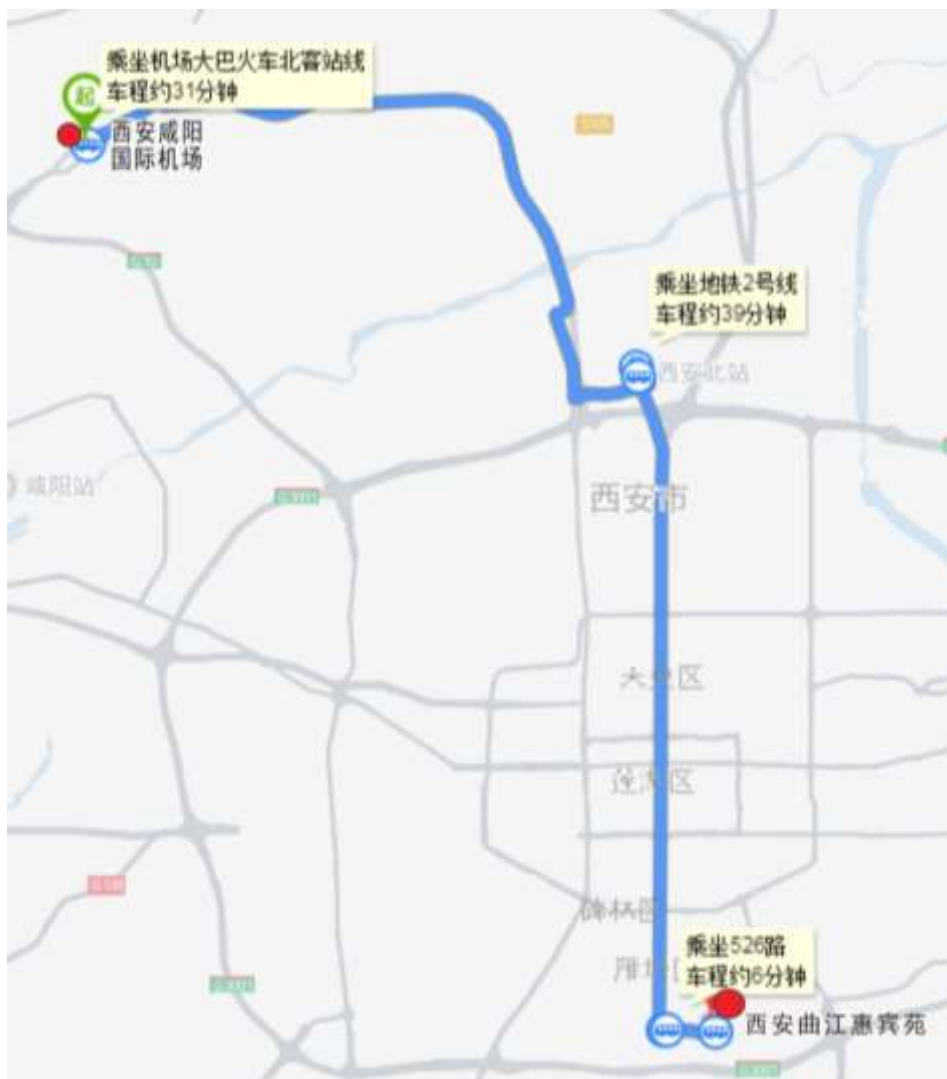 乘坐机场大巴火车北客站线
车程约31分钟
起
西安咸阳
国际机场
乘坐地铁2号线
车程约39分钟
西安北站
咸阳站
西安市
莲湖区
碑林区
乘坐526路
车程约6分钟
西安曲江惠宾苑